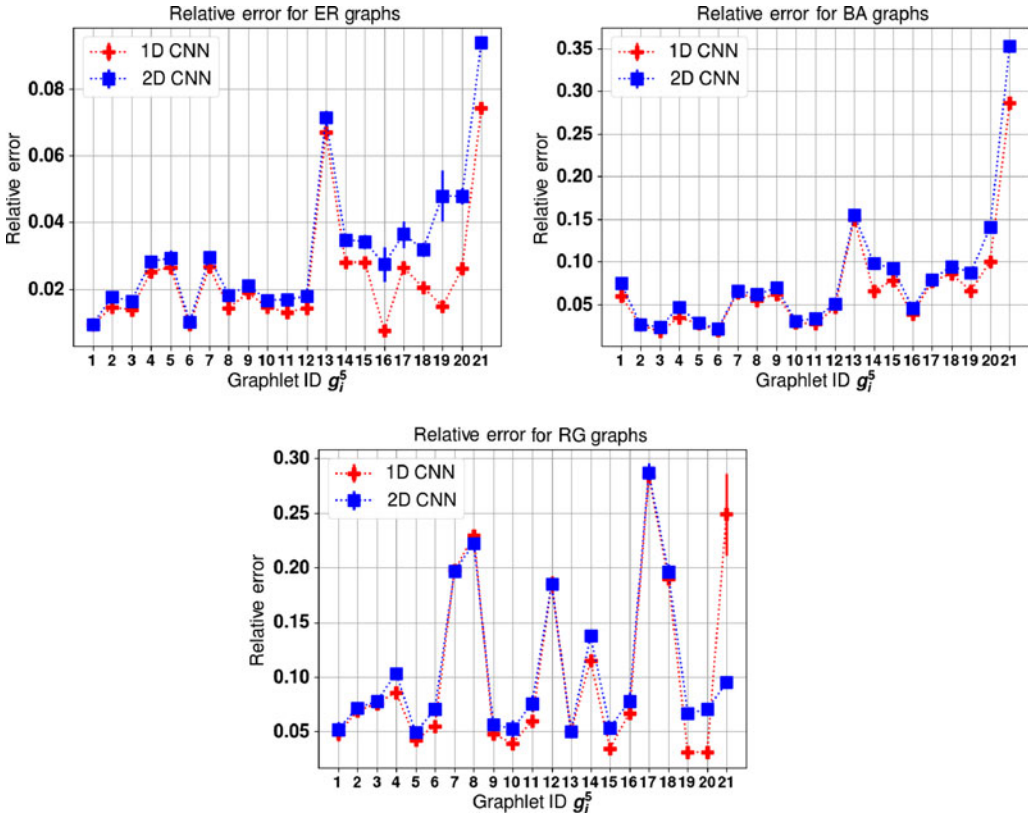 Relative error for ER graphs
1D CNN
2D CNN
0.08
0.06
0.04
0.02
Relative error
1 2 3 4 5 6 7 8 9 10 11 12 13 14 15 16 17 18 19 20 21
Graphlet ID g_i^5
Relative error for BA graphs
1D CNN
2D CNN
0.35
0.30
0.25
0.20
0.15
0.10
0.05
Relative error
1 2 3 4 5 6 7 8 9 10 11 12 13 14 15 16 17 18 19 20 21
Graphlet ID g_i^5
Relative error for RG graphs
1D CNN
2D CNN
0.30
0.25
0.20
0.15
0.10
0.05
Relative error
1 2 3 4 5 6 7 8 9 10 11 12 13 14 15 16 17 18 19 20 21
Graphlet ID g_i^5